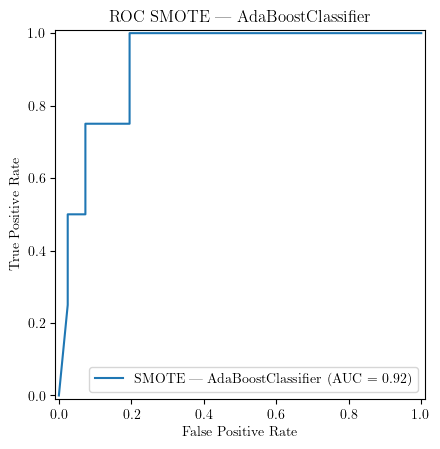 ROC SMOTE — AdaBoostClassifier
1.0
0.8
0.6
0.4
0.2
0.0
True Positive Rate
SMOTE — AdaBoostClassifier (AUC = 0.92)
0.0 0.2 0.4 0.6 0.8 1.0
False Positive Rate